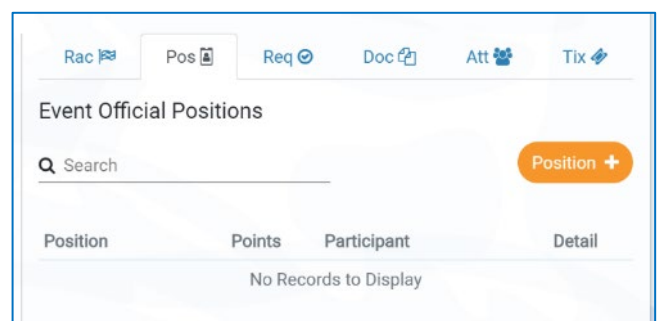 Rac Pos Req Doc Att Tix
Event Official Positions
Search Position +
Position Points Participant Detail
No Records to Display